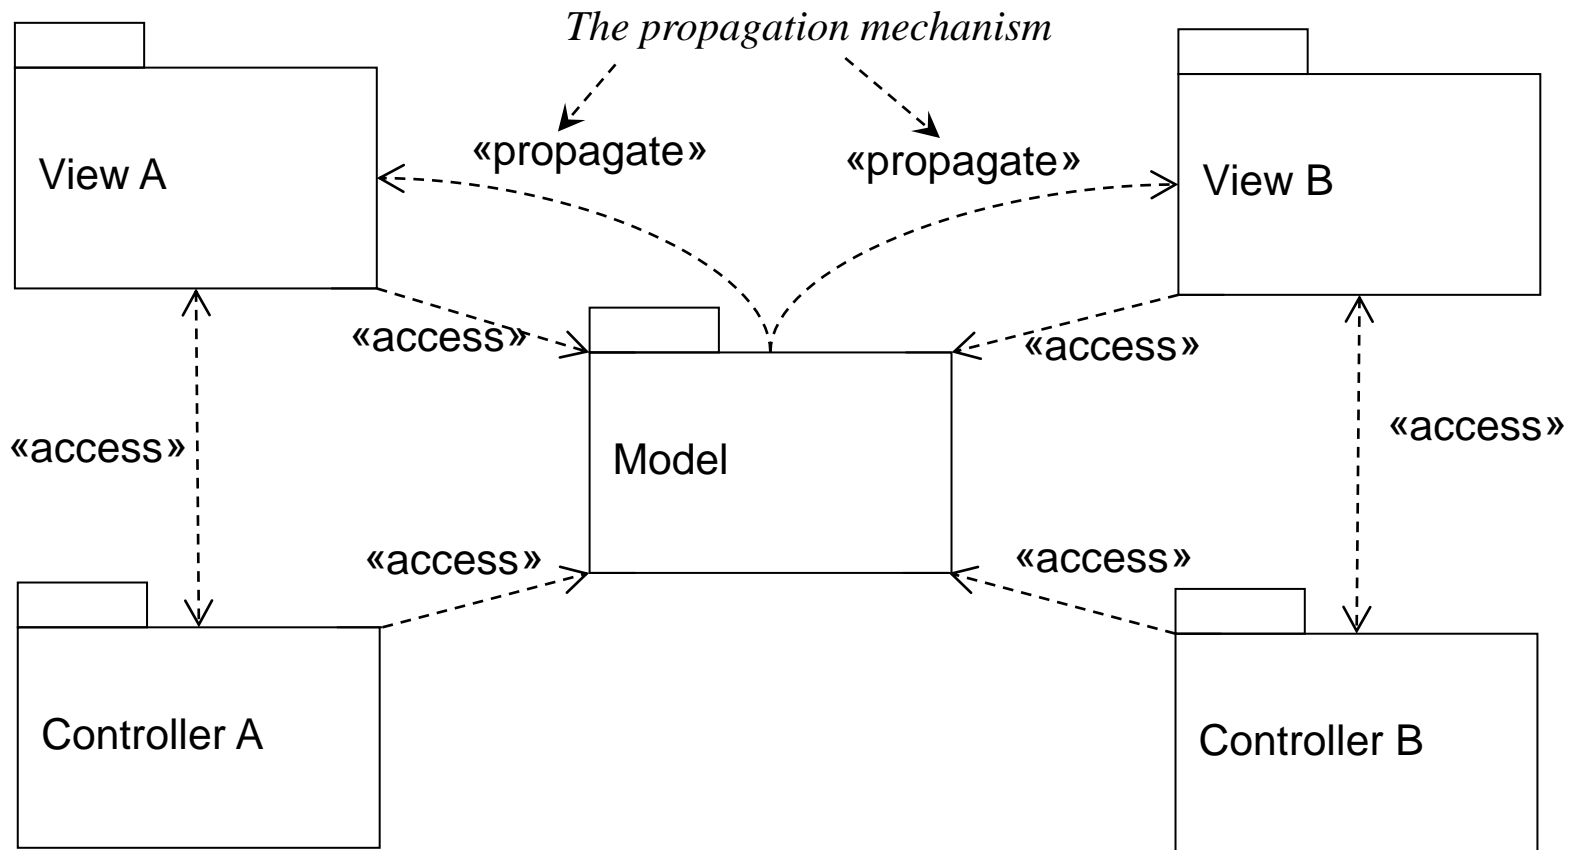 The propagation mechanism
«propagate»
«propagate»
View A
View B
«access»
«access»
«access»
«access»
Model
«access»
«access»
Controller A
Controller B